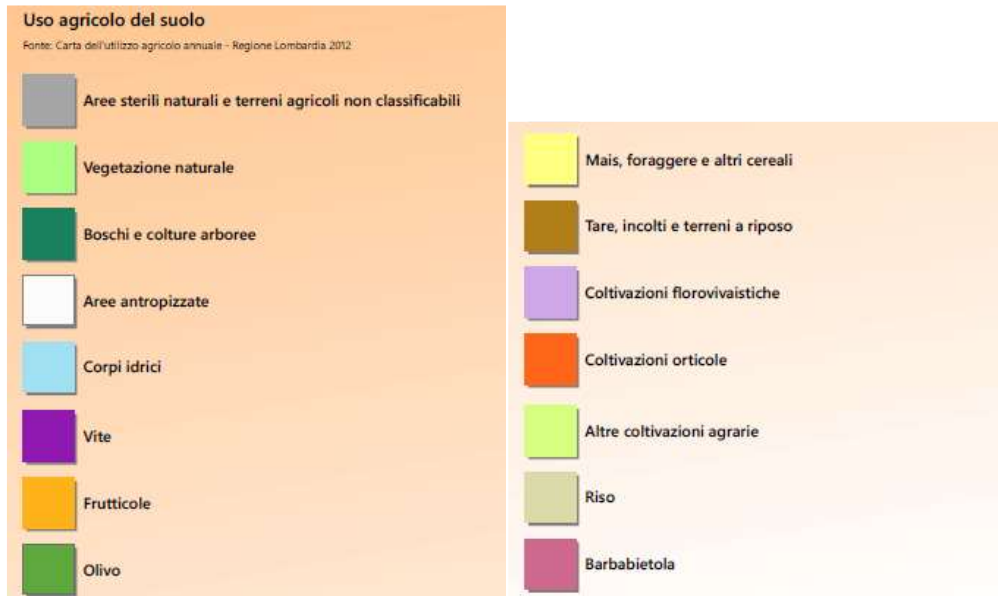 Uso agricolo del suolo
Fonte: Carta dell'utilizzo agricolo annuale - Regione Lombardia 2012
Aree sterili naturali e terreni agricoli non classificabili
Vegetazione naturale
Boschi e colture arboree
Aree antropizzate
Corpi idrici
Vite
Frutticole
Olivo
Mais, foraggere e altri cereali
Tare, incolti e terreni a riposo
Coltivazioni florovivaistiche
Coltivazioni orticole
Altre coltivazioni agrarie
Riso
Barbabietola